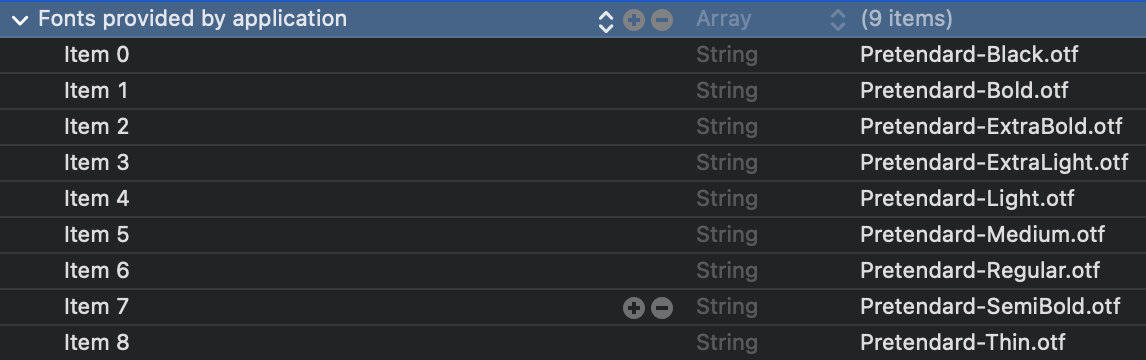 Fonts provided by application Array (9 items)
Item 0 String Pretendard-Black.otf
Item 1 String Pretendard-Bold.otf
Item 2 String Pretendard-ExtraBold.otf
Item 3 String Pretendard-ExtraLight.otf
Item 4 String Pretendard-Light.otf
Item 5 String Pretendard-Medium.otf
Item 6 String Pretendard-Regular.otf
Item 7 String Pretendard-SemiBold.otf
Item 8 String Pretendard-Thin.otf